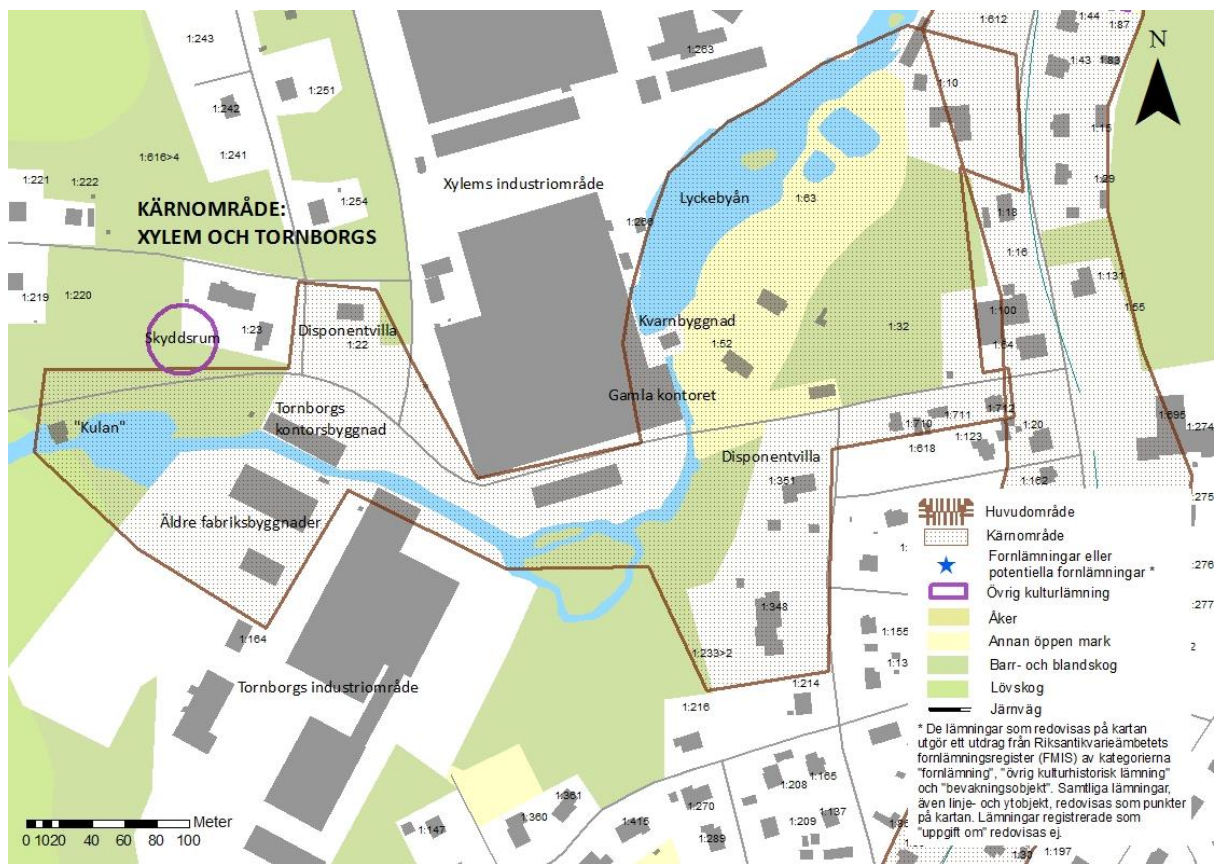 1:243
1:263
1:612
1:44
1:87
N
1:43
1:83
1:251
1:242
1:10
1:15
1:616>4
1:241
1:221
1:222
Xylems industriområde
1:29
1:254
Lyckebyån
1:63
KÄRNOMRÅDE:
XYLEM OCH TORNBORGS
1:266
1:18
1:16
1:219
1:220
1:131
1:55
1:100
Skyddsrum
1:23
Disponentvilla
1:22
Kvarnbyggnad
1:52
1:32
1:64
Gamla kontoret
"Kulan"
Tornborgs
kontorsbyggnad
1:710
1:711
1:712
1:695
1:274
1:618
1:123
1:20
Disponentvilla
1:351
1:162
Äldre fabriksbyggnader
1:348
1:155
1:164
1:233>2
1:13
Tornborgs industriområde
1:214
1:216
1:208
1:165
1:361
1:360
1:270
1:147
1:415
1:289
1:209
1:137
1:197
:275
:276
:277
Huvudområde
Kärnområde
Fornlämningar eller
potentiella fornlämningar *
Övrig kulturlämning
Åker
Annan öppen mark
Barr- och blandskog
Lövskog
Järnväg
* De lämningar som redovisas på kartan
utgör ett utdrag från Riksantikvarieämbetets
fornlämningsregister (FMIS) av kategorierna
"fornlämning", "övrig kulturhistorisk lämning"
och "bevakningsobjekt". Samtliga lämningar,
även linje- och ytobjekt, redovisas som punkter
på kartan. Lämningar registrerade som
"uppgift om" redovisas ej.
0 10 20 40 60 80 100 Meter